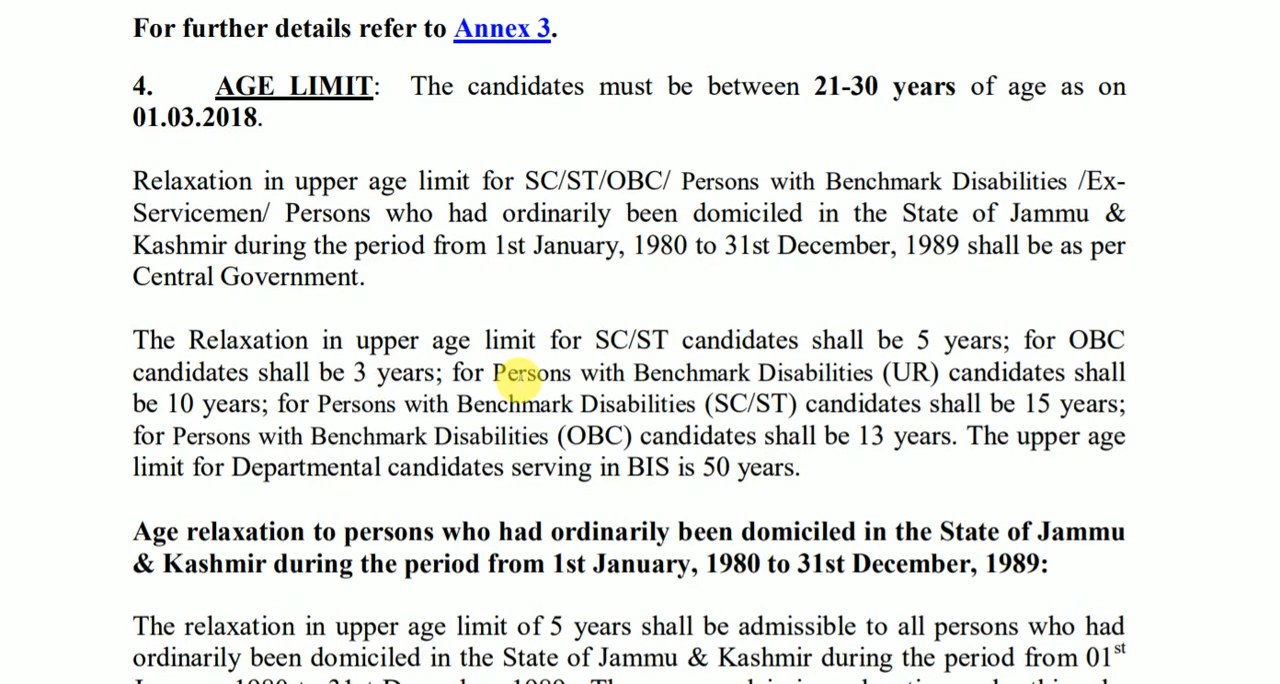 For further details refer to Annex 3.
4. AGE LIMIT: The candidates must be between 21-30 years of age as on
01.03.2018.
Relaxation in upper age limit for SC/ST/OBC/ Persons with Benchmark Disabilities /Ex-
Servicemen/ Persons who had ordinarily been domiciled in the State of Jammu &
Kashmir during the period from 1st January, 1980 to 31st December, 1989 shall be as per
Central Government.
The Relaxation in upper age limit for SC/ST candidates shall be 5 years; for OBC
candidates shall be 3 years; for Persons with Benchmark Disabilities (UR) candidates shall
be 10 years; for Persons with Benchmark Disabilities (SC/ST) candidates shall be 15 years;
for Persons with Benchmark Disabilities (OBC) candidates shall be 13 years. The upper age
limit for Departmental candidates serving in BIS is 50 years.
Age relaxation to persons who had ordinarily been domiciled in the State of Jammu
& Kashmir during the period from 1st January, 1980 to 31st December, 1989:
The relaxation in upper age limit of 5 years shall be admissible to all persons who had
ordinarily been domiciled in the State of Jammu & Kashmir during the period from 01st